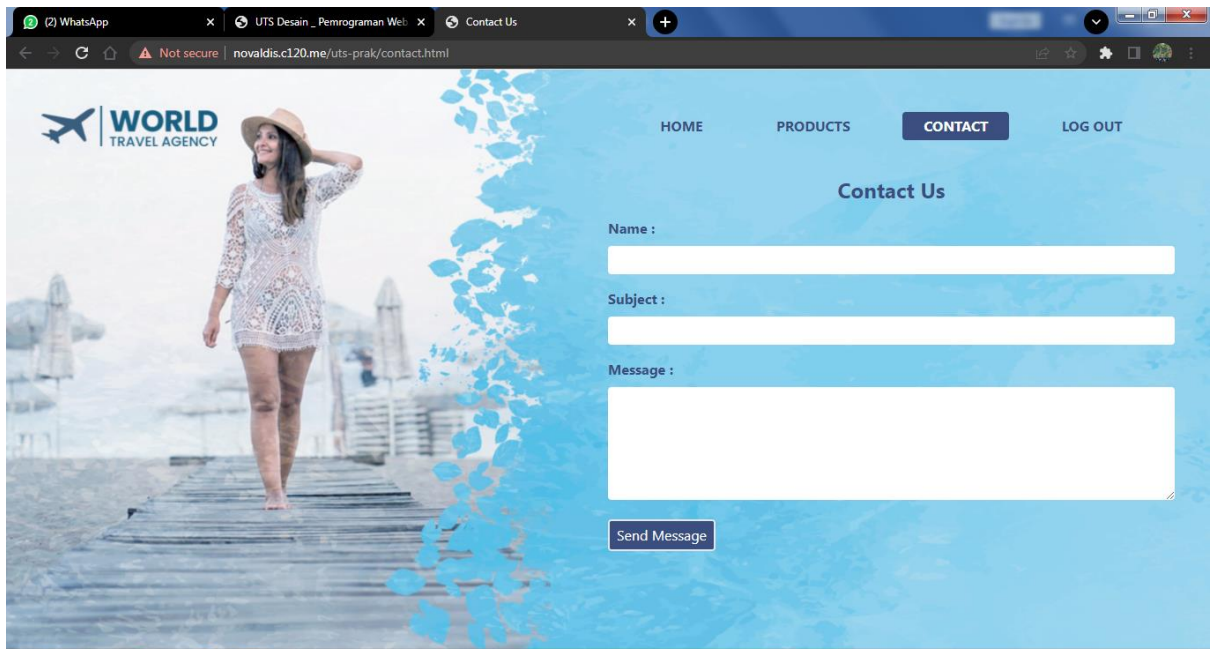 (2) WhatsApp
UTS Desain _ Pemrograman Web
Contact Us
Not secure | novaldis.c120.me/uts-prak/contact.html
WORLD
TRAVEL AGENCY
HOME PRODUCTS CONTACT LOG OUT
Contact Us
Name :
Subject :
Message :
Send Message